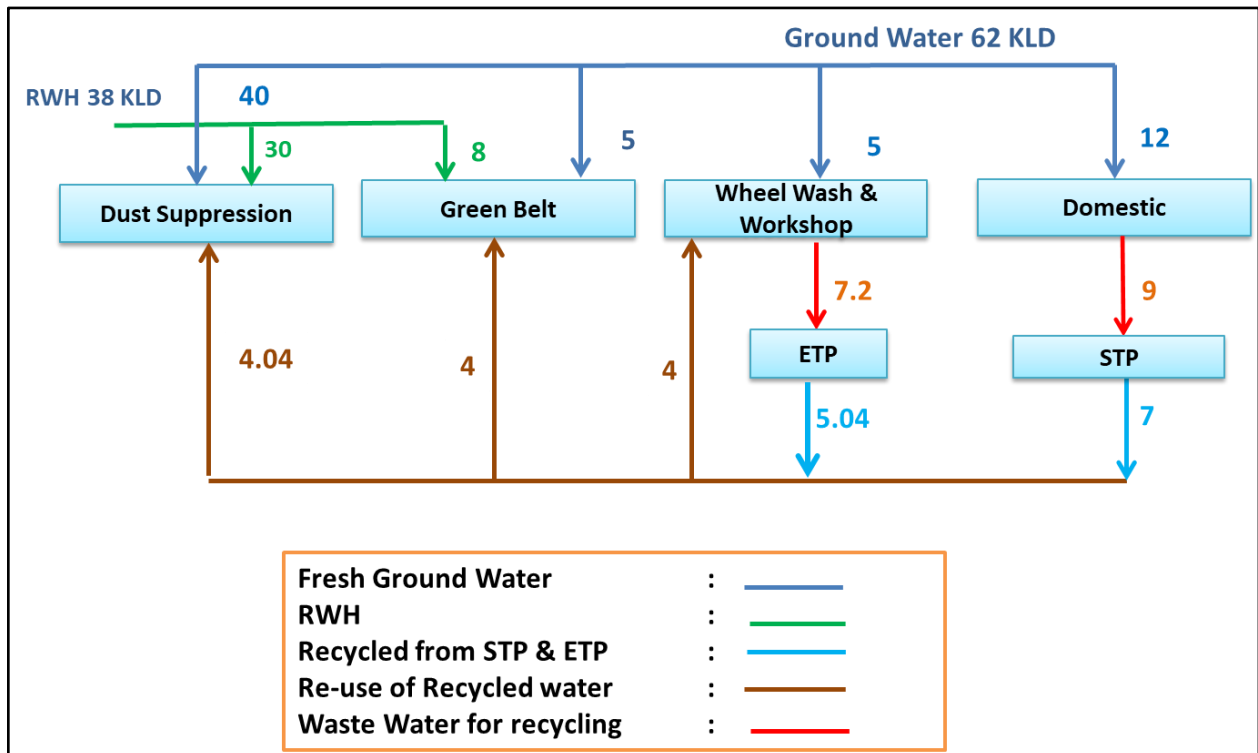 Ground Water 62 KLD
RWH 38 KLD
40
30
8
5
5
12
Dust Suppression
Green Belt
Wheel Wash &
Workshop
Domestic
7.2
9
4.04
4
4
ETP
STP
5.04
7
Fresh Ground Water :
RWH :
Recycled from STP & ETP :
Re-use of Recycled water :
Waste Water for recycling :